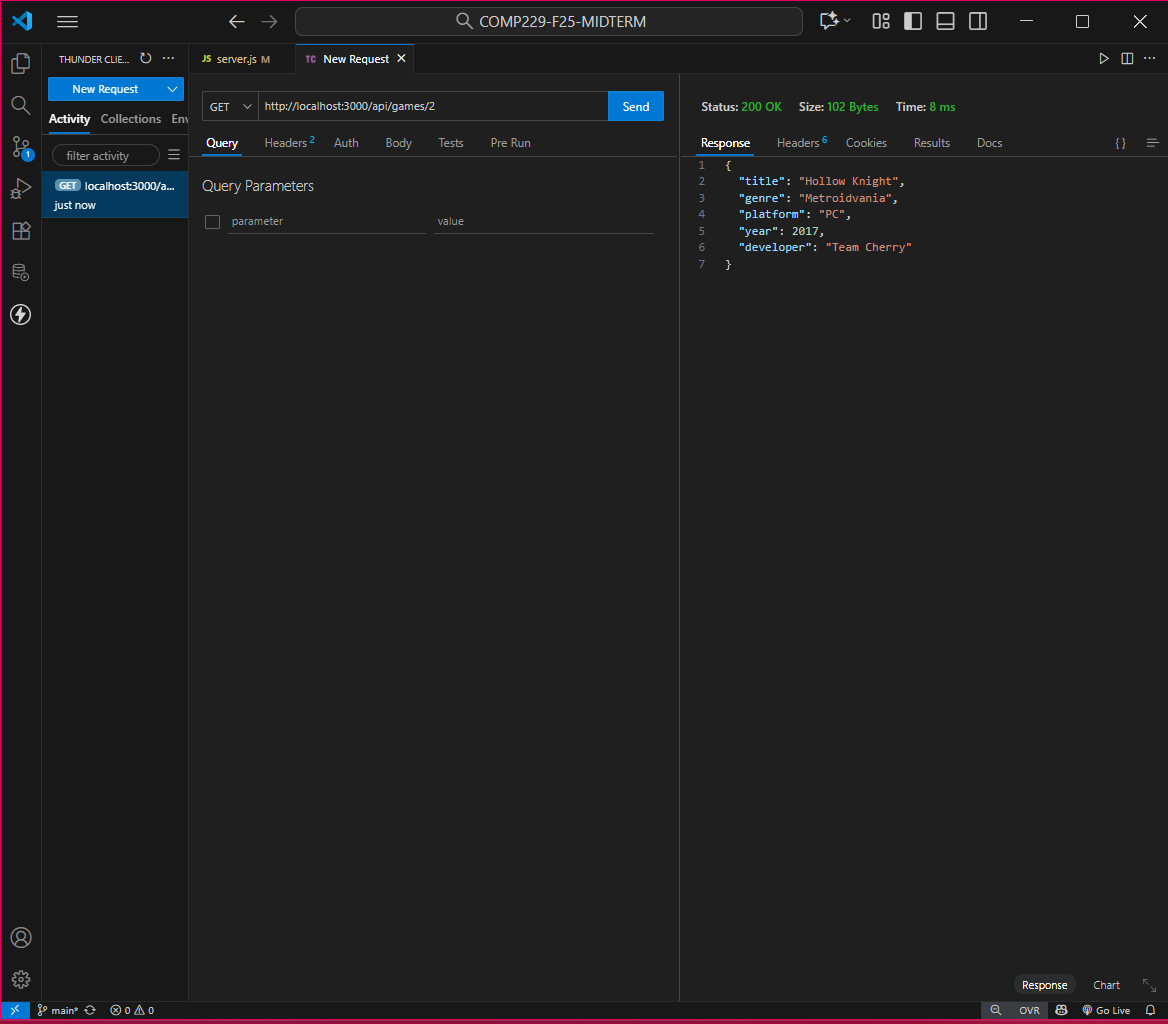 COMP229-F25-MIDTERM
THUNDER CLIE... ...
JS server.js M
TC New Request
New Request
GET
http://localhost:3000/api/games/2
Send
Status: 200 OK Size: 102 Bytes Time: 8 ms
Activity Collections Env
Query Headers 2 Auth Body Tests Pre Run
Response Headers 6 Cookies Results Docs { }
filter activity
1
GET localhost:3000/a...
just now
Query Parameters
parameter value
1 {
2 "title": "Hollow Knight",
3 "genre": "Metroidvania",
4 "platform": "PC",
5 "year": 2017,
6 "developer": "Team Cherry"
7 }
Response Chart
main* 0 0 OVR Go Live